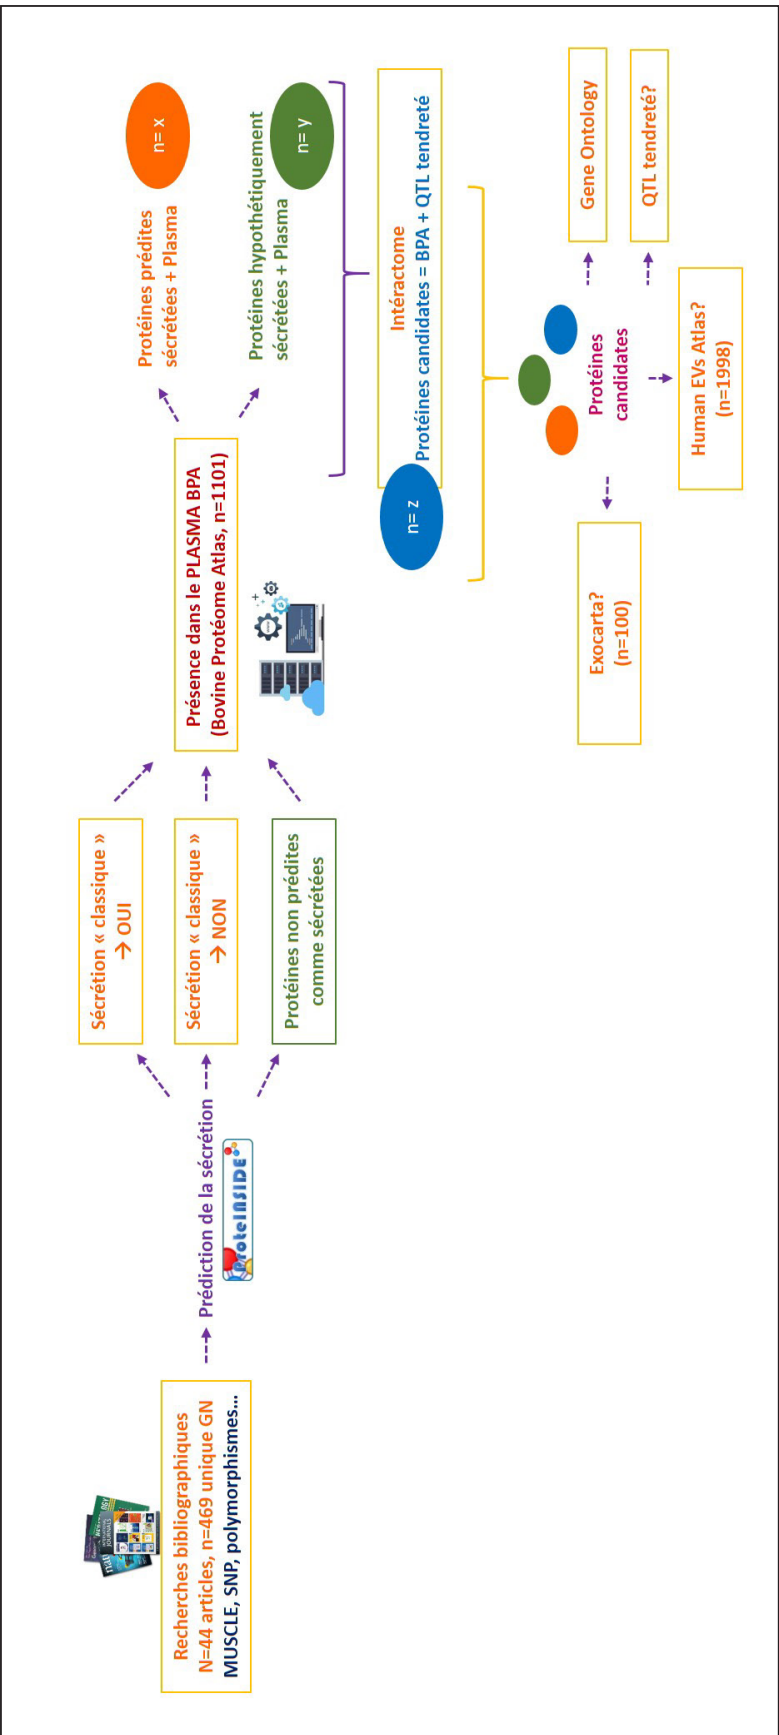 Recherches bibliographiques
N=44 articles, n=469 unique GN
MUSCLE, SNP, polymorphismes...
Prédiction de la sécrétion
ProteINSIDE
Sécrétion « classique »
→ OUI
Sécrétion « classique »
→ NON
Protéines non prédites
comme sécrétées
Présence dans le PLASMA BPA
(Bovine Protéome Atlas, n=1101)
Protéines prédites
sécrétées + Plasma
n= x
Protéines hypothétiquement
sécrétées + Plasma
n= y
Intéractome
Protéines candidates = BPA + QTL tendreté
n= z
Protéines
candidates
Exocarta?
(n=100)
Human EVs Atlas?
(n=1998)
Gene Ontology
QTL tendreté?